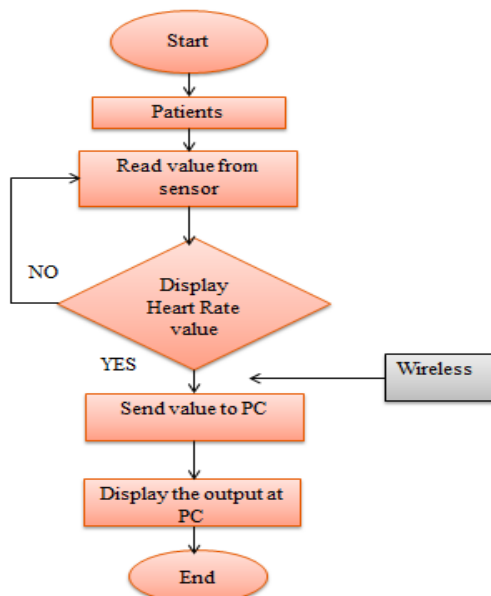 Start
Patients
Read value from
sensor
NO
Display
Heart Rate
value
YES
Wireless
Send value to PC
Display the output at
PC
End